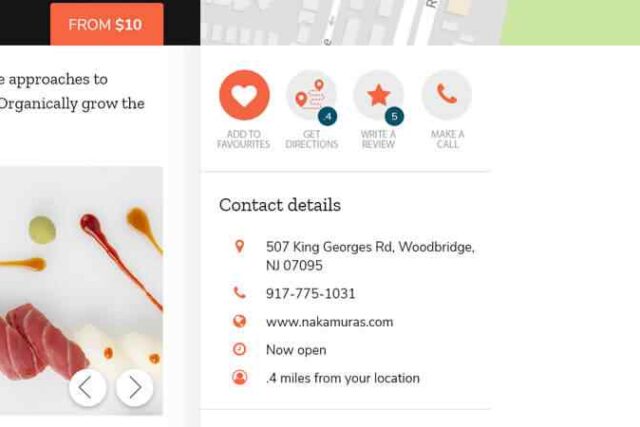 FROM $10
e approaches to
Organically grow the
R
e
ADD TO
FAVOURITES
.4
GET
DIRECTIONS
5
WRITE A
REVIEW
MAKE A
CALL
Contact details
507 King Georges Rd, Woodbridge,
NJ 07095
917-775-1031
www.nakamuras.com
Now open
.4 miles from your location